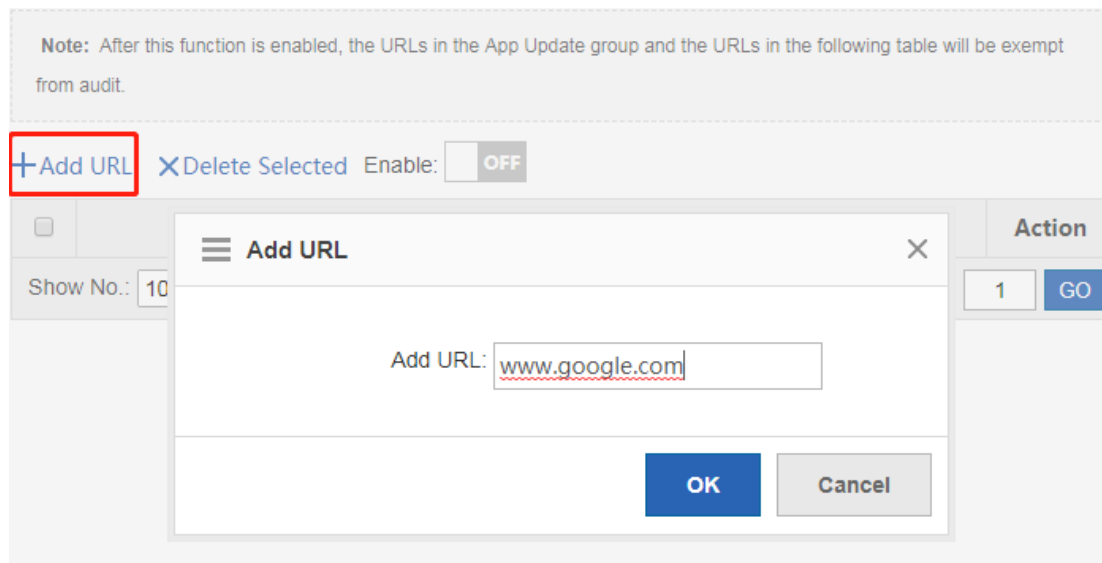 Note: After this function is enabled, the URLs in the App Update group and the URLs in the following table will be exempt
from audit.
+Add URL ×Delete Selected Enable: OFF
Action
Add URL
Show No.: 10
1 GO
Add URL: www.google.com
OK Cancel